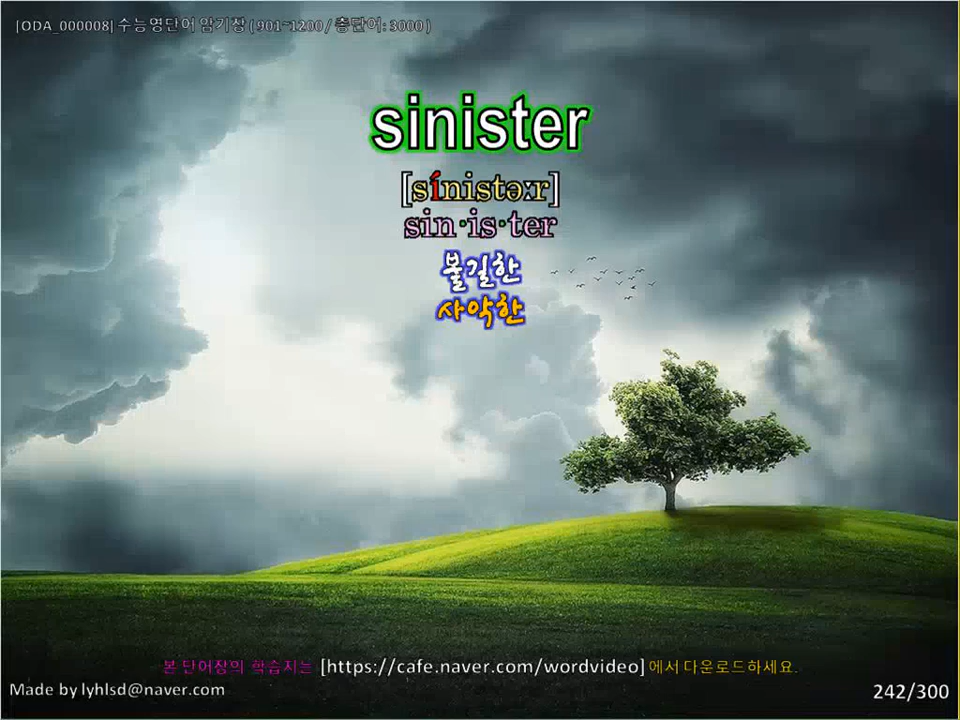 [ODA_000008] 수능영단어 암기장 ( 901~1200 / 총단어: 3000 )
sinister
[sínistə:r]
sin·is·ter
불길한
사악한
본 단어장의 학습지는 [https://cafe.naver.com/wordvideo] 에서 다운로드하세요.
Made by lyhlsd@naver.com
242/300